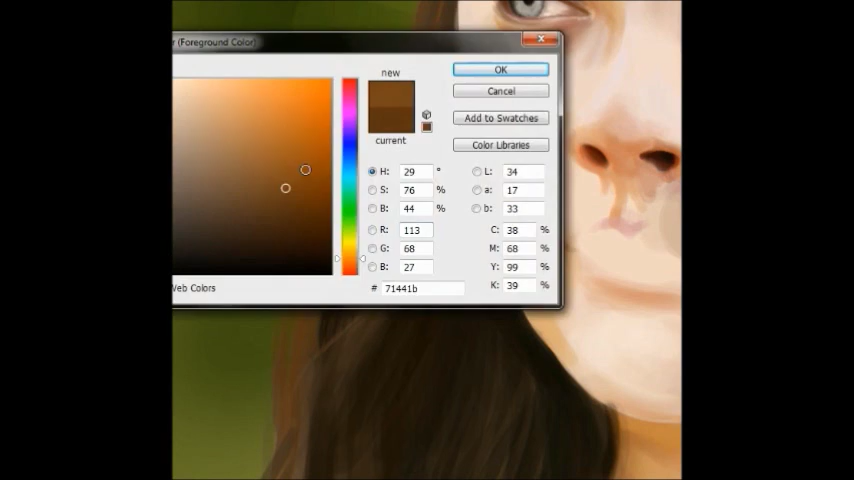 r (Foreground Color)
new
current
OK
Cancel
Add to Swatches
Color Libraries
H: 29 °
S: 76 %
B: 44 %
R: 113
G: 68
B: 27
L: 34
a: 17
b: 33
C: 38 %
M: 68 %
Y: 99 %
K: 39 %
# 71441b
Web Colors